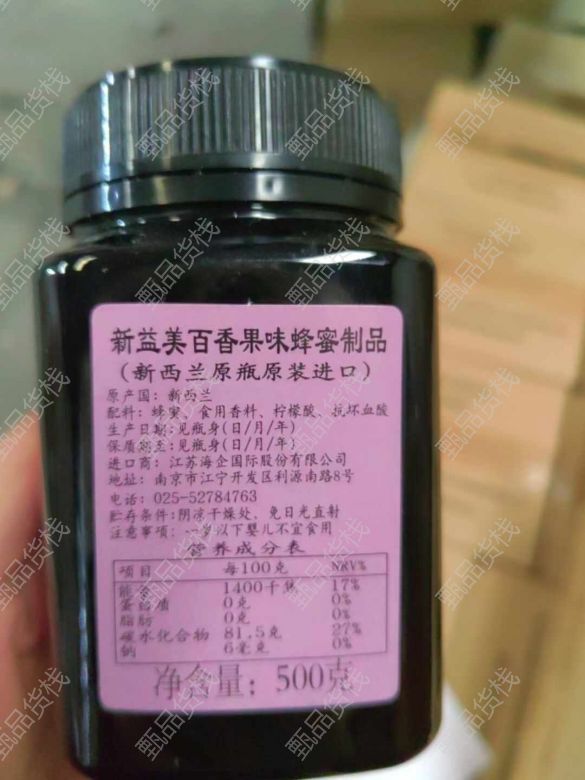 新益美百香果味蜂蜜制品
(新西兰原瓶原装进口)
原产国：新西兰
配料：蜂蜜、食用香料、柠檬酸、抗坏血酸
生产日期:见瓶身(日/月/年)
保质期至:见瓶身(日/月/年)
进口商：江苏海企国际股份有限公司
地址：南京市江宁开发区利源南路8号
电话：025-52784763
贮存条件:阴凉干燥处、免日光直射
注意事项：一岁以下婴儿不宜食用
营养成分表
项目 每100克 NRV%
能量 1400千焦 17%
蛋白质 0克 0%
脂肪 0克 0%
碳水化合物 81.5克 27%
钠 6毫克 0%
净含量：500克
甄品货栈